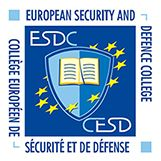 EUROPEAN SECURITY AND
DEFENCE COLLEGE
ESDC
CESD
COLLÈGE EUROPÉEN DE
SÉCURITÉ ET DE DÉFENSE